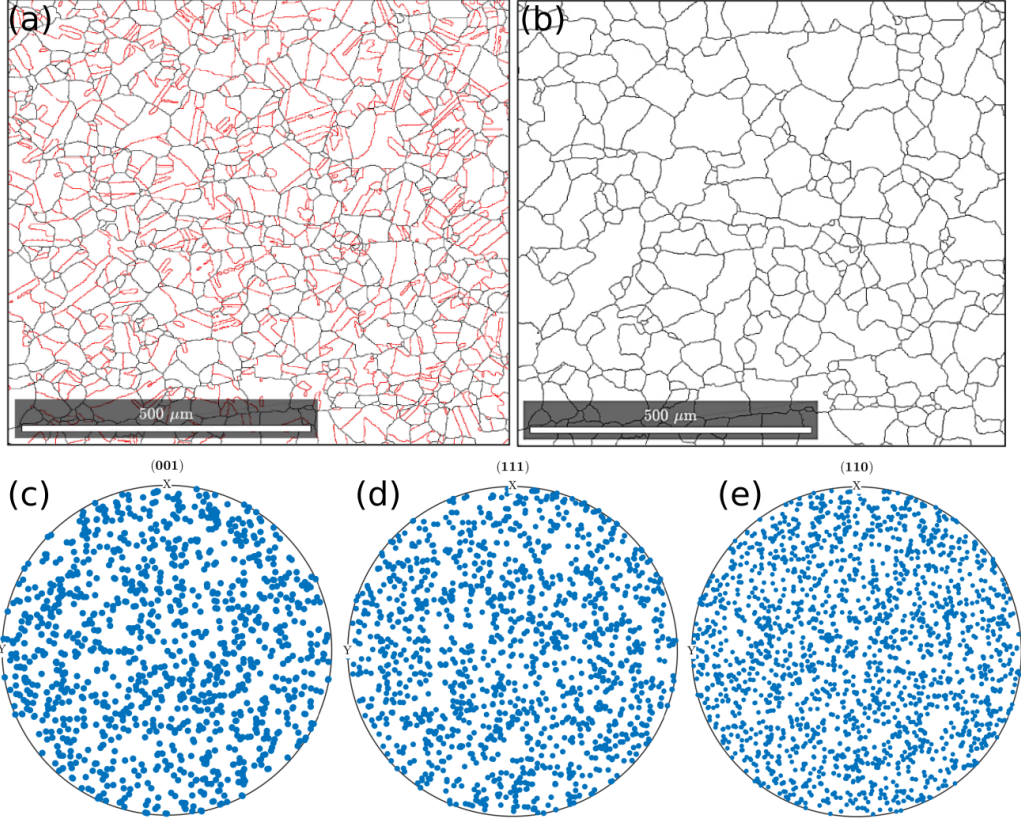 (a)
(b)
500 μm
500 μm
(001)
(111)
(110)
(c)
(d)
(e)
X
X
X
Y
Y
Y